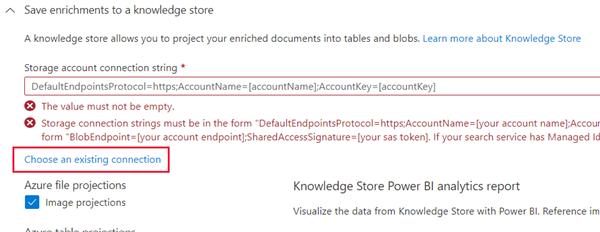 Save enrichments to a knowledge store
A knowledge store allows you to project your enriched documents into tables and blobs. Learn more about Knowledge Store
Storage account connection string *
DefaultEndpointsProtocol=https;AccountName=[accountName];AccountKey=[accountKey]
The value must not be empty.
Storage connection strings must be in the form "DefaultEndpointsProtocol=https;AccountName=[your account name];Accou
form "BlobEndpoint=[your account endpoint];SharedAccessSignature=[your sas token]. If your search service has Managed Id
Choose an existing connection
Azure file projections
Knowledge Store Power BI analytics report
Image projections
Visualize the data from Knowledge Store with Power BI. Reference im
Azure table projections